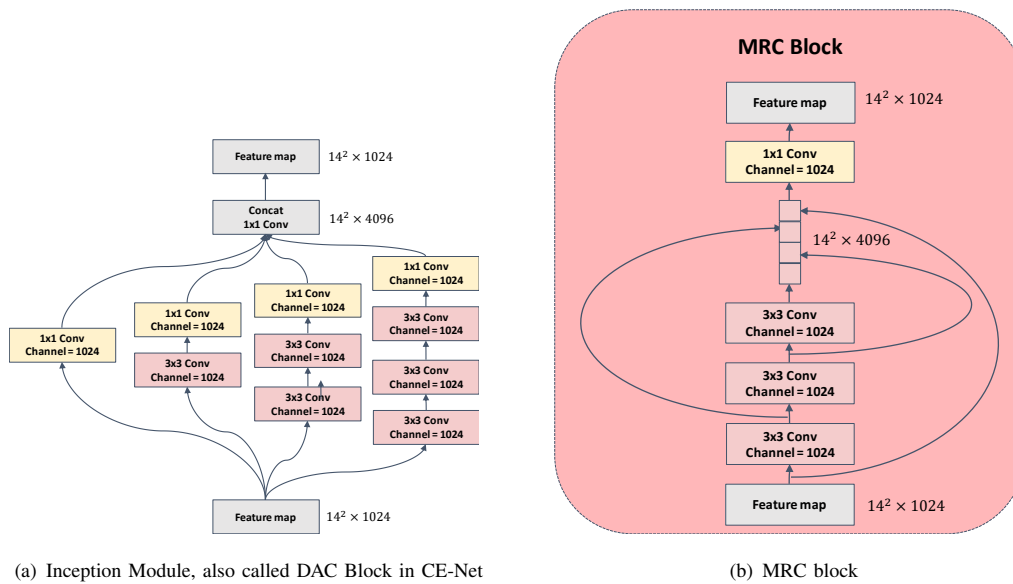 Feature map
14² × 1024
Concat
1x1 Conv
14² × 4096
1x1 Conv
Channel = 1024
1x1 Conv
Channel = 1024
3x3 Conv
Channel = 1024
1x1 Conv
Channel = 1024
3x3 Conv
Channel = 1024
3x3 Conv
Channel = 1024
1x1 Conv
Channel = 1024
3x3 Conv
Channel = 1024
3x3 Conv
Channel = 1024
3x3 Conv
Channel = 1024
Feature map
14² × 1024
(a) Inception Module, also called DAC Block in CE-Net
MRC Block
Feature map
14² × 1024
1x1 Conv
Channel = 1024
14² × 4096
3x3 Conv
Channel = 1024
3x3 Conv
Channel = 1024
3x3 Conv
Channel = 1024
Feature map
14² × 1024
(b) MRC block